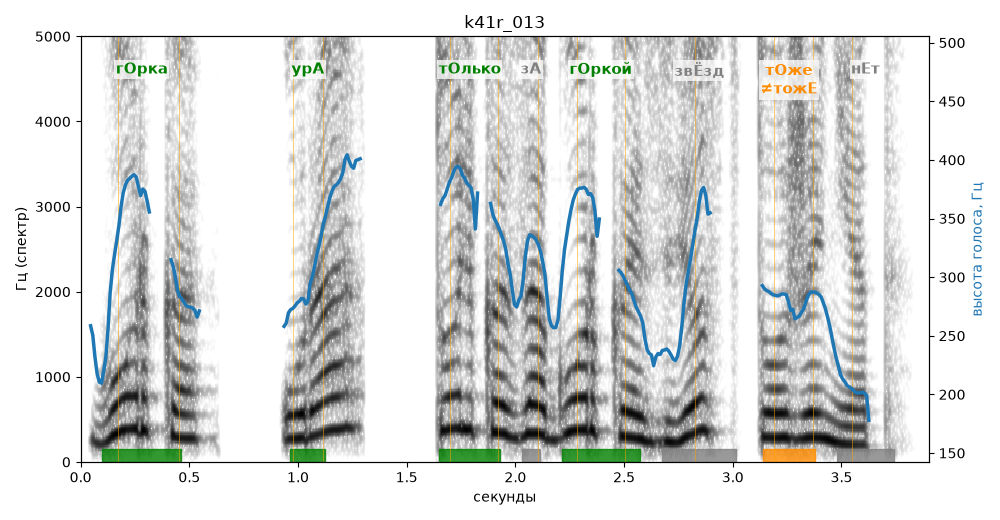 k41r_013
гОрка урА тОлько зА гОркой звЁзд тОже нЕт
≠тожЕ
5000
4000
3000
2000
1000
0
Гц (спектр)
500
450
400
350
300
250
200
150
высота голоса, Гц
0.0 0.5 1.0 1.5 2.0 2.5 3.0 3.5
секунды